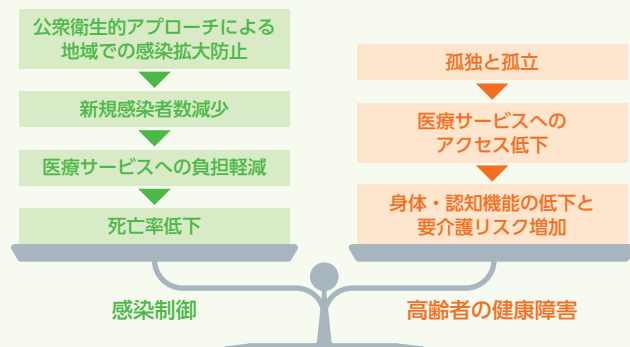 公衆衛生的アプローチによる
地域での感染拡大防止
新規感染者数減少
医療サービスへの負担軽減
死亡率低下
感染制御
孤独と孤立
医療サービスへの
アクセス低下
身体・認知機能の低下と
要介護リスク増加
高齢者の健康障害